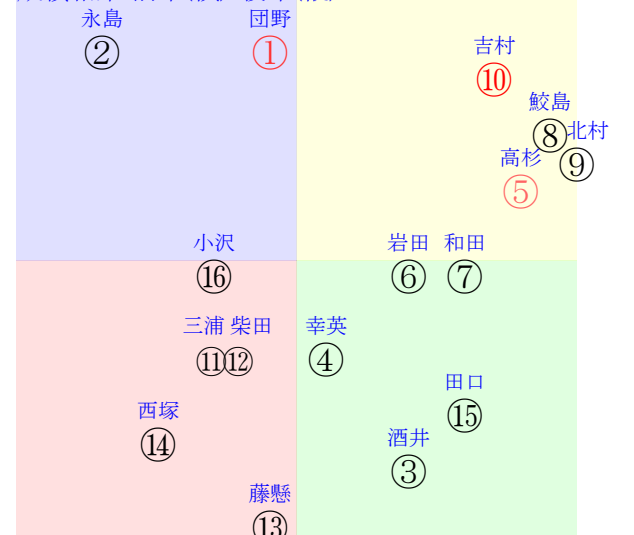 永島 団野
② ①
吉村
⑩
鮫島
⑧ 北村
高杉 ⑨
⑤
小沢 岩田 和田
⑯ ⑥ ⑦
三浦 柴田 幸英
⑪⑫ ④
田口
西塚 ⑮
⑭ 酒井
③
藤懸
⑬